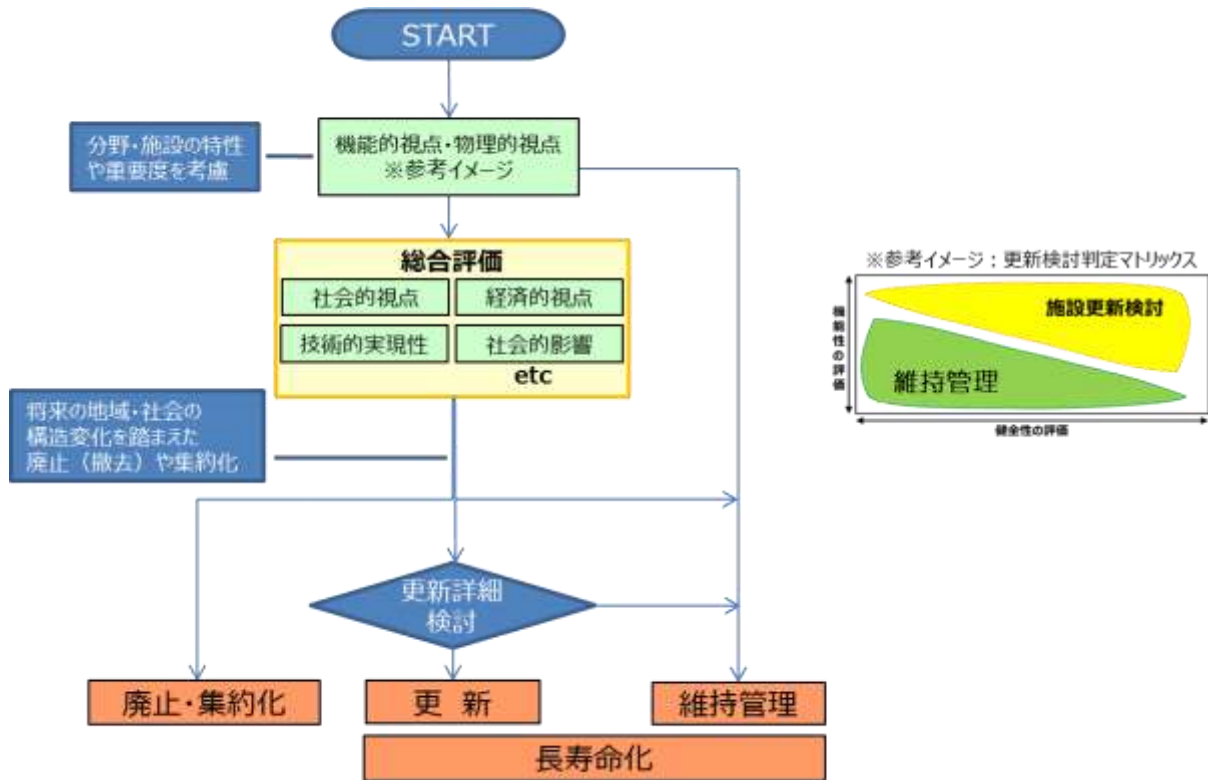 START
分野・施設の特性
や重要度を考慮
機能的視点・物理的視点
※参考イメージ
総合評価
社会的視点
経済的視点
技術的実現性
社会的影響
etc
※参考イメージ：更新検討判定マトリックス
機能性の評価
施設更新検討
維持管理
健全性の評価
将来の地域・社会の
構造変化を踏まえた
廃止（撤去）や集約化
更新詳細
検討
廃止・集約化
更 新
維持管理
長寿命化